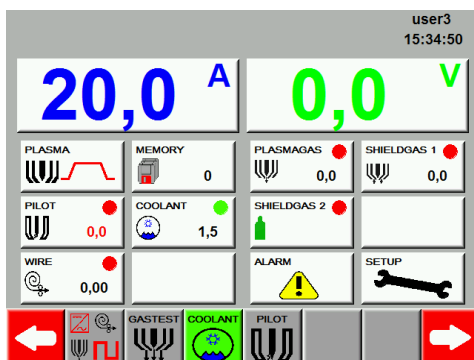 user3
15:34:50
20,0 A 0,0 V
PLASMA MEMORY PLASMAGAS SHIELDGAS 1
0 0,0 0,0
PILOT COOLANT SHIELDGAS 2
0,0 1,5
WIRE ALARM SETUP
0,00
GASTEST COOLANT PILOT